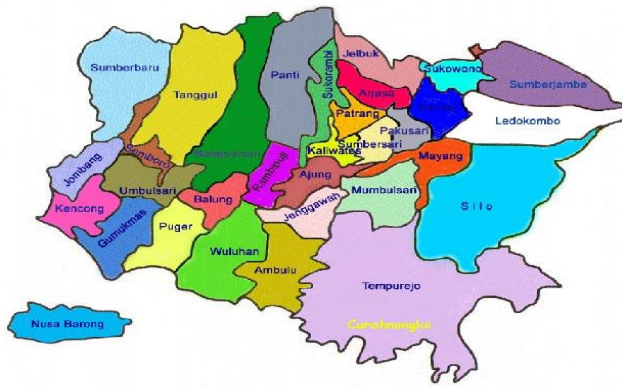 Jelbuk
Sukowono
Sumberbaru
Panti
Sukorambi
Sumberjambe
Tanggul
Arjasa
Patrang
Ledokombo
Pakusari
Sumbersari
Kaliwates
Semboro
Bangsalsari
Mayang
Jombang
Rambipuji
Ajung
Umbulsari
Mumbulsari
Balung
Silo
Kencong
Jenggawah
Gumukmas
Puger
Wuluhan
Ambulu
Tempurejo
Nusa Barong
Curahnongko